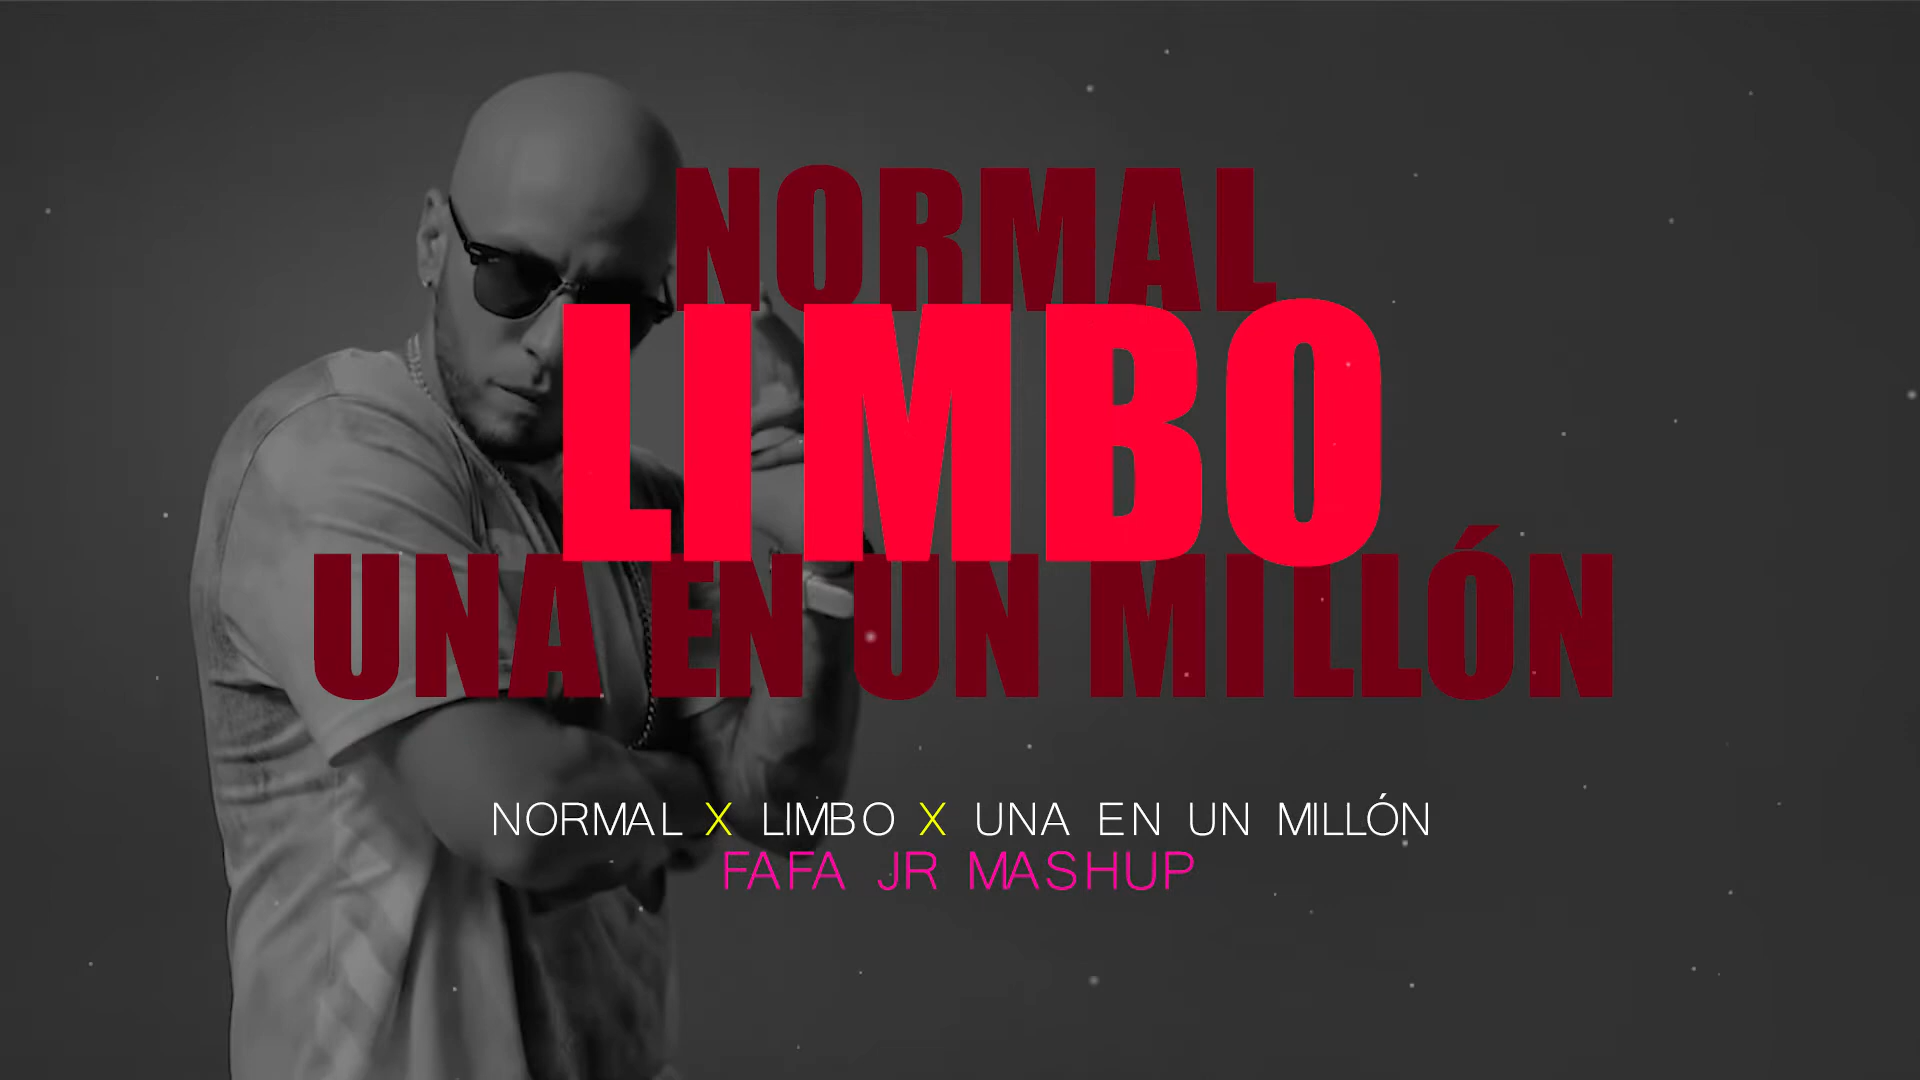 NORMAL
LIMBO
UNA EN UN MILLÓN
NORMAL X LIMBO X UNA EN UN MILLÓN
FAFA JR MASHUP